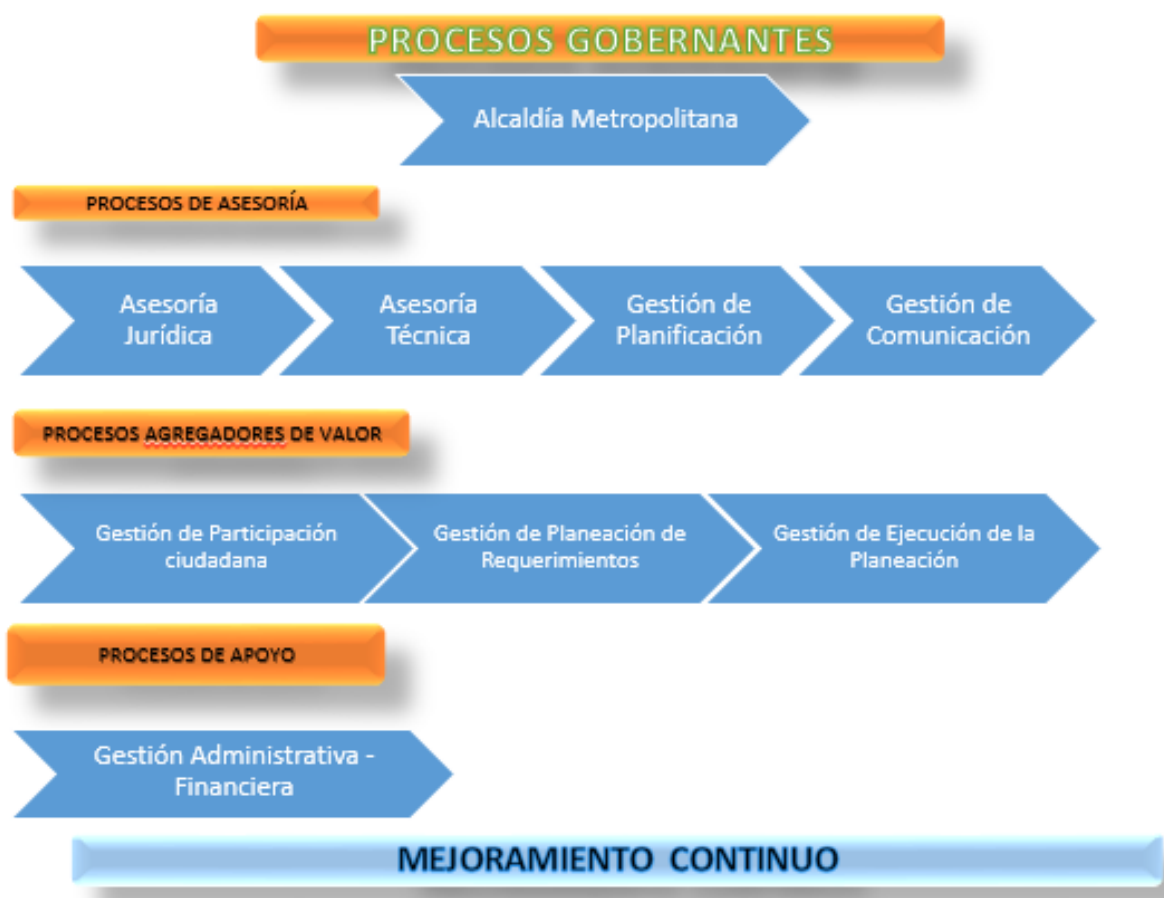 PROCESOS GOBERNANTES
Alcaldía Metropolitana
PROCESOS DE ASESORÍA
Asesoría
Jurídica
Asesoría
Técnica
Gestión de
Planificación
Gestión de
Comunicación
PROCESOS AGREGADORES DE VALOR
Gestión de Participación
ciudadana
Gestión de Planeación de
Requerimientos
Gestión de Ejecución de la
Planeación
PROCESOS DE APOYO
Gestión Administrativa -
Financiera
MEJORAMIENTO CONTINUO